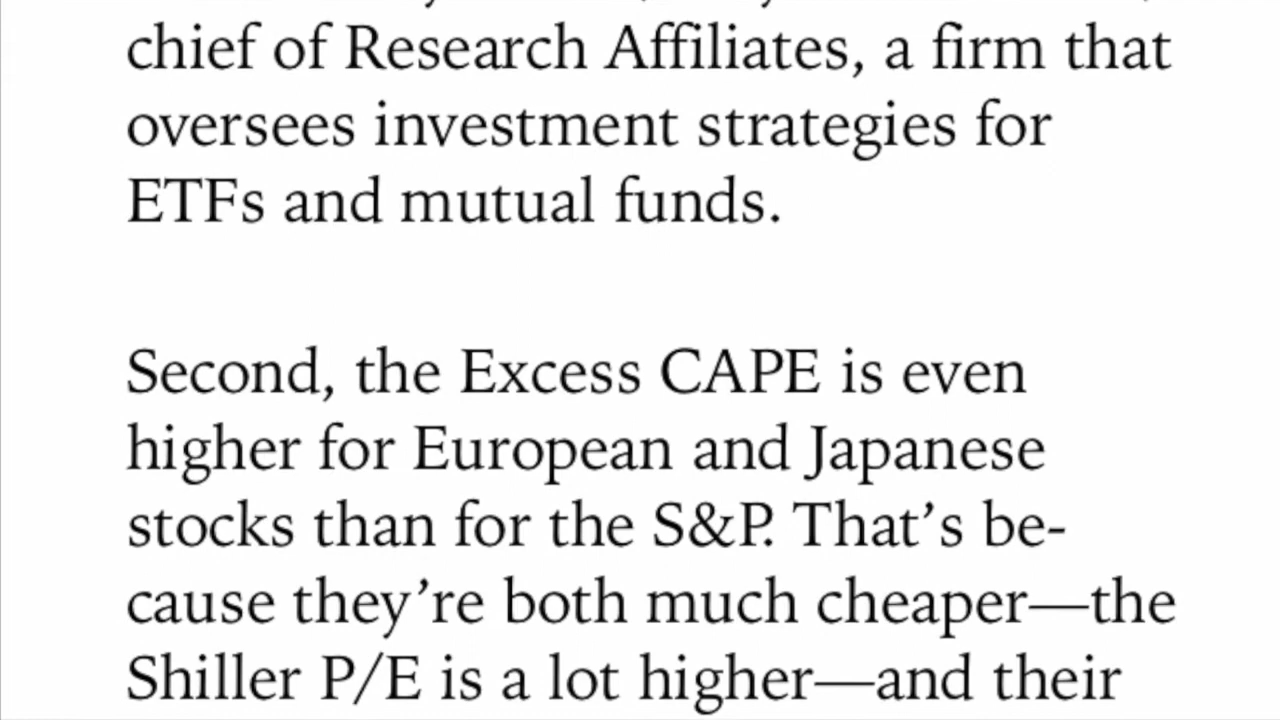 chief of Research Affiliates, a firm that
oversees investment strategies for
ETFs and mutual funds.
Second, the Excess CAPE is even
higher for European and Japanese
stocks than for the S&P. That’s be-
cause they’re both much cheaper—the
Shiller P/E is a lot higher—and their